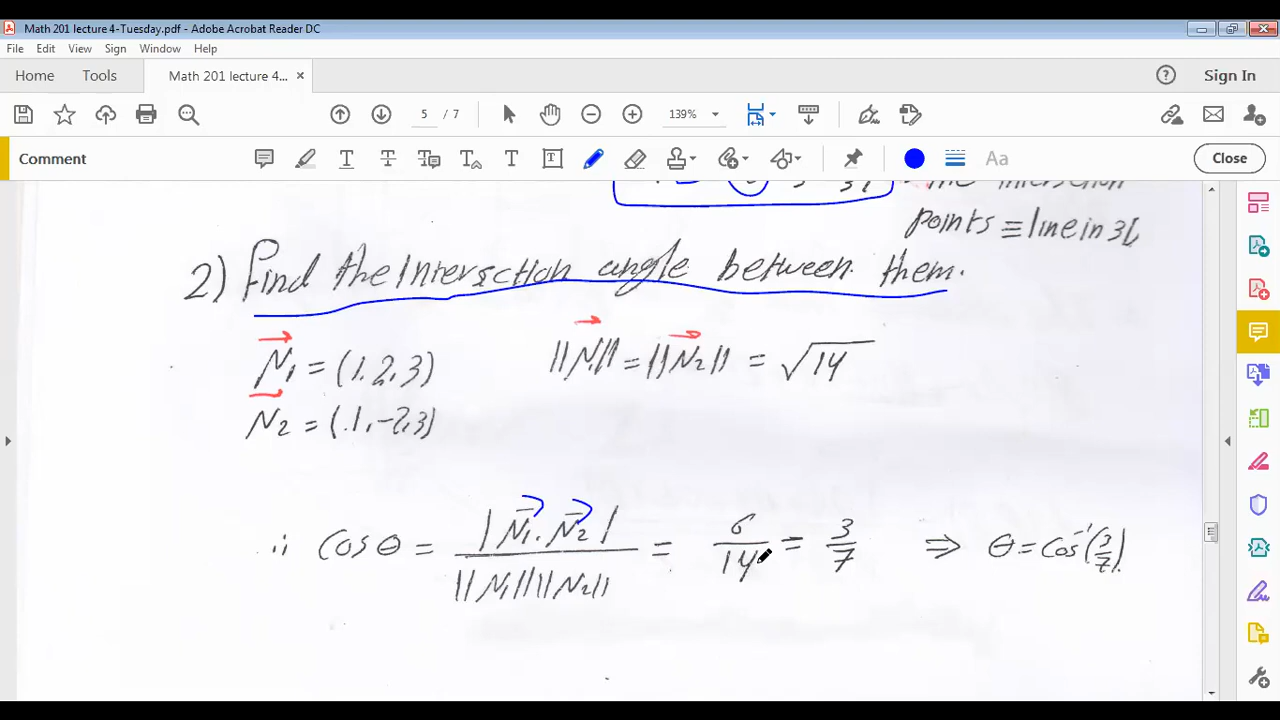 Math 201 lecture 4-Tuesday.pdf - Adobe Acrobat Reader DC
File Edit View Sign Window Help
Home Tools Math 201 lecture 4... × Sign In
5 / 7 139%
Comment Close
points ≡ line in 3D
2) Find the Intersction angle between them.
N₁ = (1, 2, 3) ||N₁|| = ||N₂|| = √14
N₂ = (1, -2, 3)
∴ Cos θ = |N₁ · N₂| / ||N₁|| ||N₂|| = 6/14 = 3/7 ⇒ θ = Cos⁻¹(3/7).